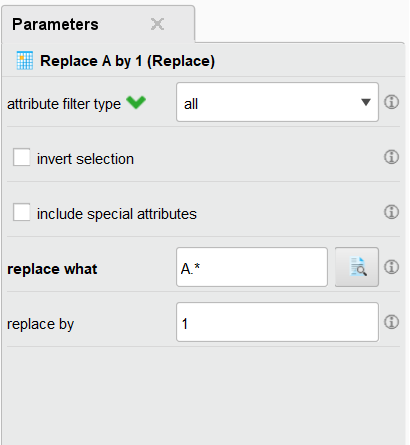 Parameters
Replace A by 1 (Replace)
attribute filter type all
invert selection
include special attributes
replace what A.*
replace by 1